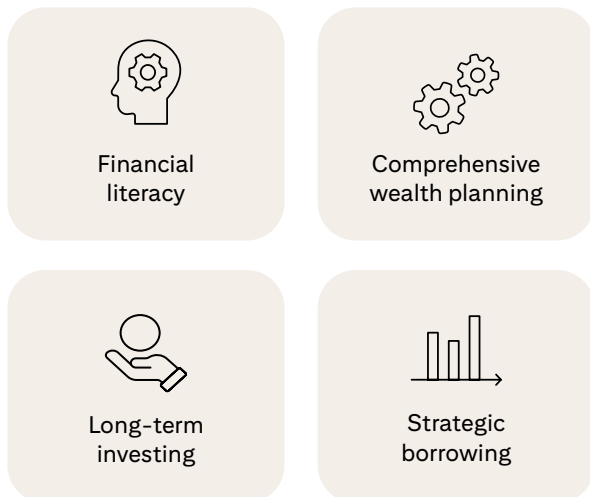 Financial
literacy
Comprehensive
wealth planning
Long-term
investing
Strategic
borrowing